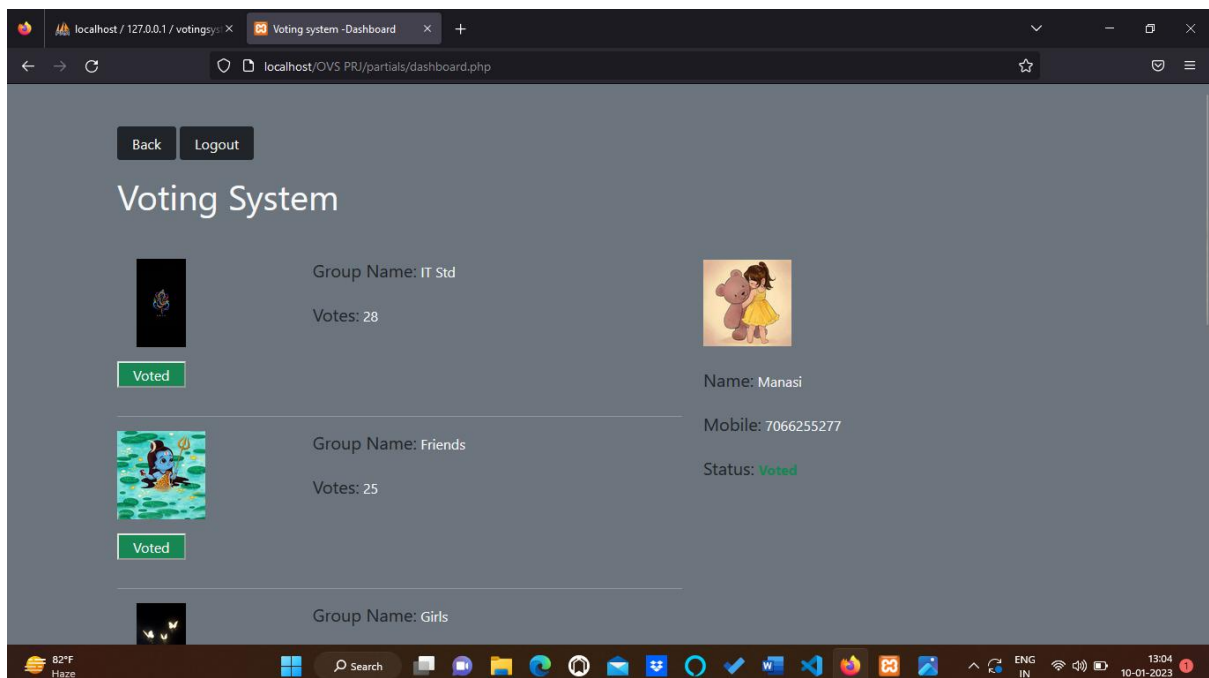 localhost / 127.0.0.1 / votingsys
Voting system -Dashboard
localhost/OVS PRJ/partials/dashboard.php
Back
Logout
Voting System
Group Name: IT Std
Votes: 28
Voted
Group Name: Friends
Votes: 25
Voted
Group Name: Girls
Name: Manasi
Mobile: 7066255277
Status: Voted
82°F
Haze
Search
ENG
IN
13:04
10-01-2023
1